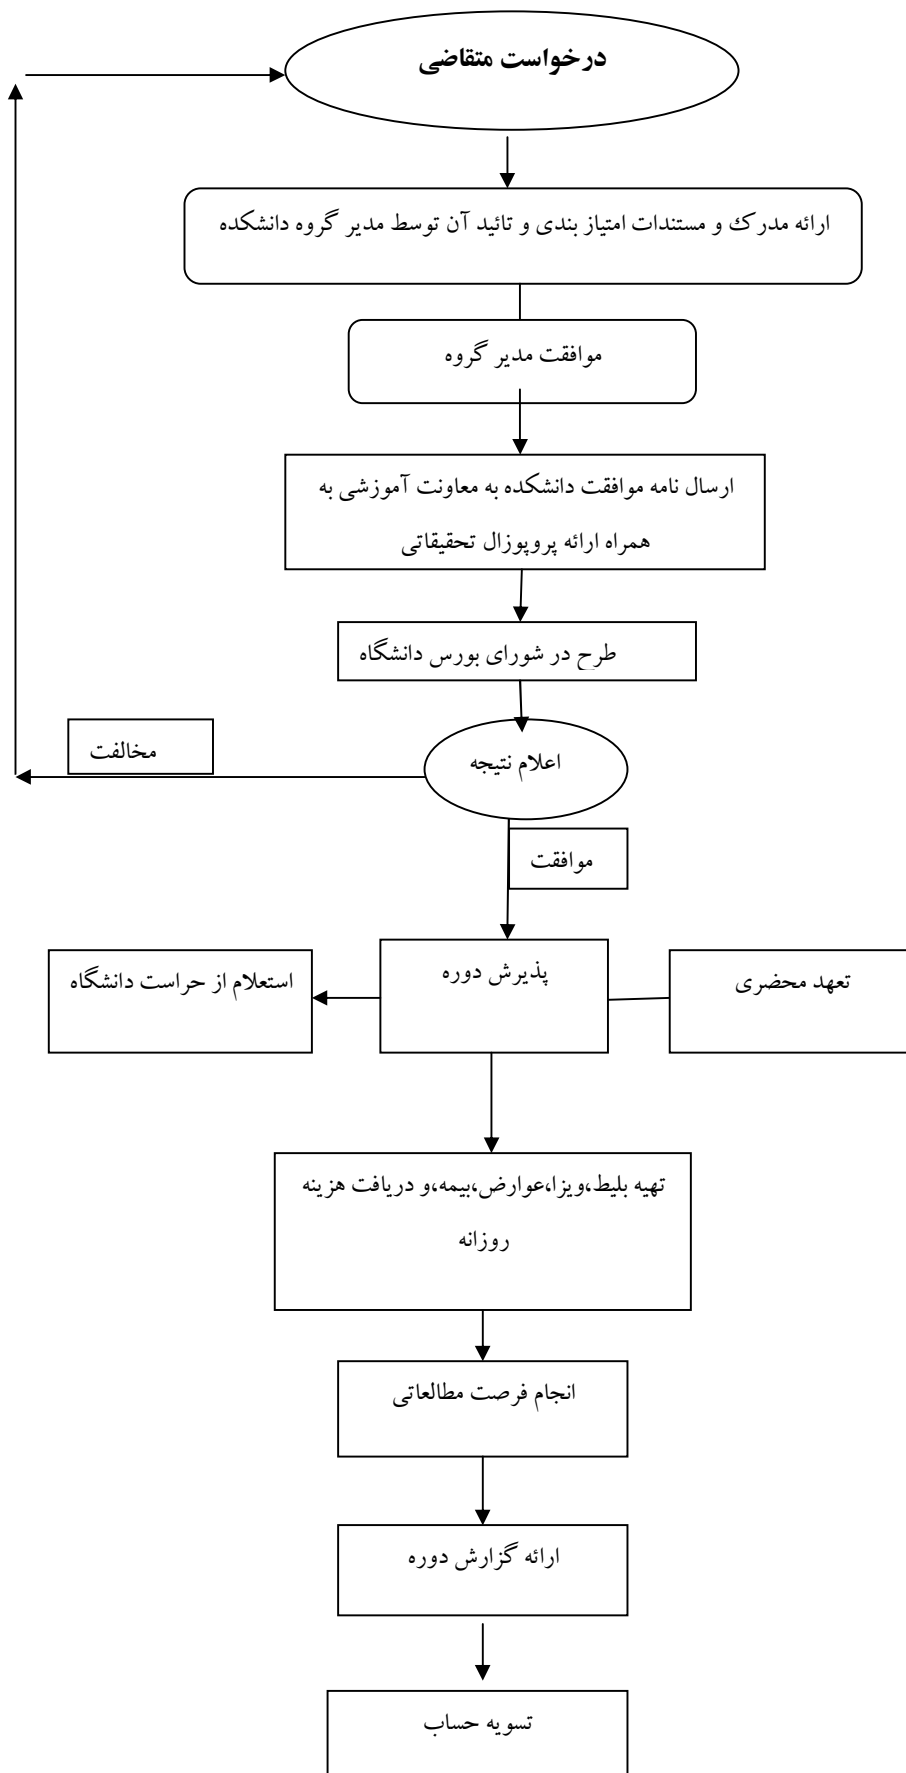 درخواست متقاضی
ارائه مدرک و مستندات امتیاز بندی و تائید آن توسط مدیر گروه دانشکده
موافقت مدیر گروه
ارسال نامه موافقت دانشکده به معاونت آموزشی به
همراه ارائه پروپوزال تحقیقاتی
طرح در شورای بورس دانشگاه
اعلام نتیجه
مخالفت
موافقت
تعهد محضری
پذیرش دوره
استعلام از حراست دانشگاه
تهیه بلیط،ویزا،عوارض,بیمه،و دریافت هزینه
روزانه
انجام فرصت مطالعاتی
ارائه گزارش دوره
تسویه حساب